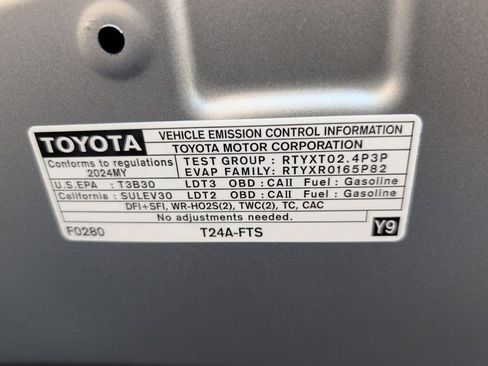 TOYOTA VEHICLE EMISSION CONTROL INFORMATION
TOYOTA MOTOR CORPORATION
Conforms to regulations
2024MY
TEST GROUP : RTYXT02.4P3P
EVAP FAMILY: RTYXR0165P82
U.S.EPA : T3B30 LDT3 OBD : CAII Fuel : Gasoline
California : SULEV30 LDT2 OBD : CAII Fuel : Gasoline
DFI+SFI, WR-HO2S(2), TWC(2), TC, CAC
No adjustments needed.
F0280 T24A-FTS Y9